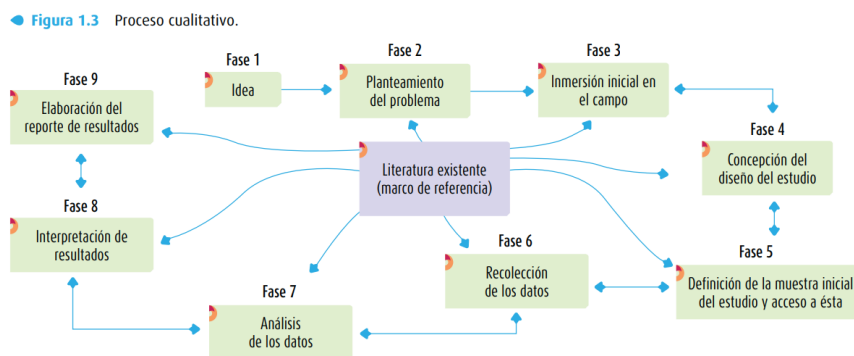 Figura 1.3 Proceso cualitativo.
Fase 1
Idea
Fase 2
Planteamiento
del problema
Fase 3
Inmersión inicial en
el campo
Fase 4
Concepción del
diseño del estudio
Fase 5
Definición de la muestra inicial
del estudio y acceso a ésta
Fase 6
Recolección
de los datos
Fase 7
Análisis
de los datos
Fase 8
Interpretación de
resultados
Fase 9
Elaboración del
reporte de resultados
Literatura existente
(marco de referencia)